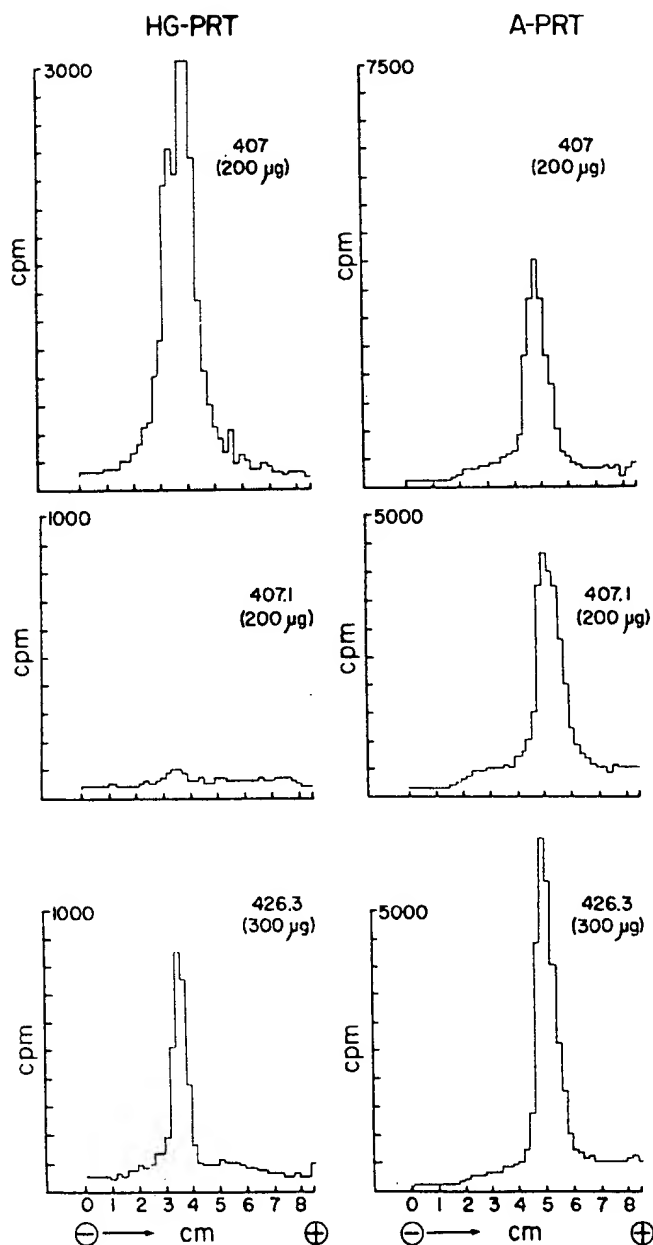 HG-PRT A-PRT
3000
cpm
407
(200 µg)
7500
cpm
407
(200 µg)
1000
cpm
407.1
(200 µg)
5000
cpm
407.1
(200 µg)
1000
cpm
426.3
(300 µg)
0 1 2 3 4 5 6 7 8
⊖ → cm ⊕
5000
cpm
426.3
(300 µg)
0 1 2 3 4 5 6 7 8
⊖ → cm ⊕